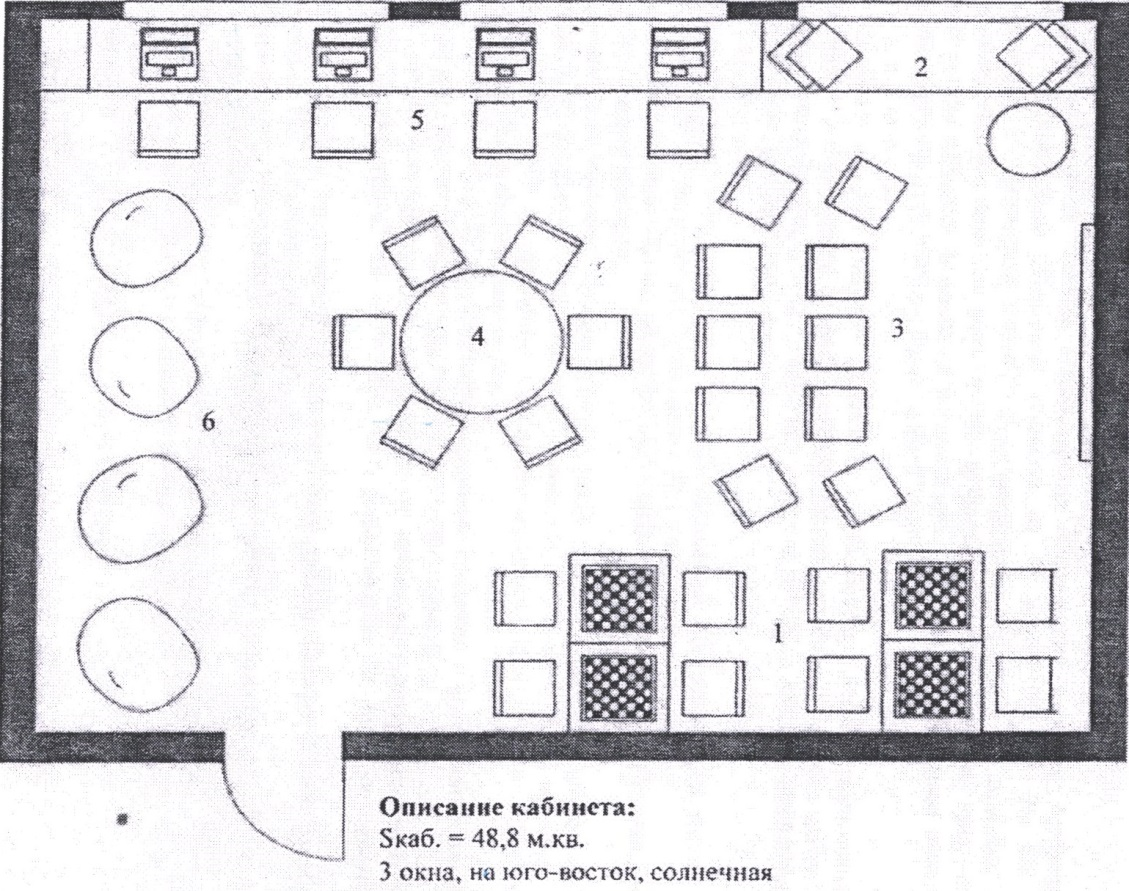 2
5
3
4
6
1
Описание кабинета:
Sкаб. = 48,8 м.кв.
3 окна, на юго-восток, солнечная